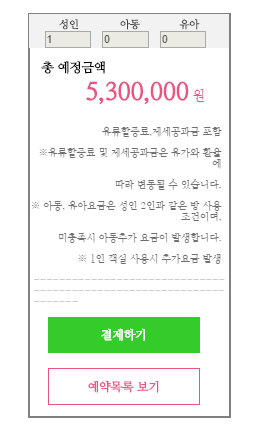 성인 아동 유아
1 0 0
총 예정금액
5,300,000 원
유류할증료,제세공과금 포함
※유류할증료 및 제세공과금은 유가와 환율
에
따라 변동될 수 있습니다.
※ 아동, 유아요금은 성인 2인과 같은 방 사용
조건이며,
미충족시 아동추가 요금이 발생합니다.
※ 1인 객실 사용시 추가요금 발생
결제하기
예약목록 보기